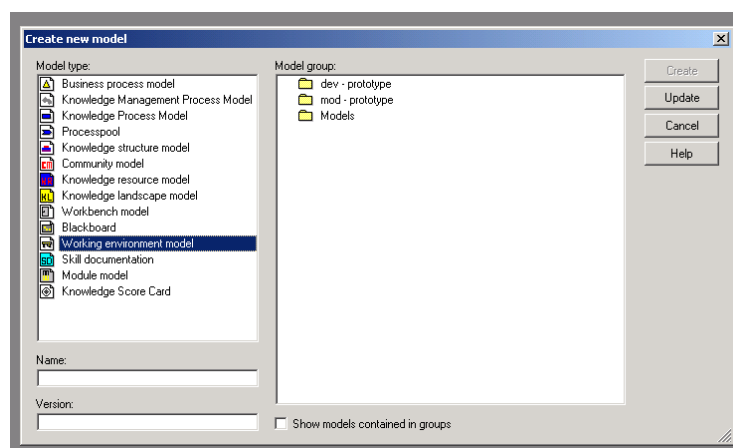 Create new model
Model type:
Business process model
Knowledge Management Process Model
Knowledge Process Model
Processpool
Knowledge structure model
Community model
Knowledge resource model
Knowledge landscape model
Workbench model
Blackboard
Working environment model
Skill documentation
Module model
Knowledge Score Card
Name:
Version:
Model group:
dev - prototype
mod - prototype
Models
Show models contained in groups
Create
Update
Cancel
Help